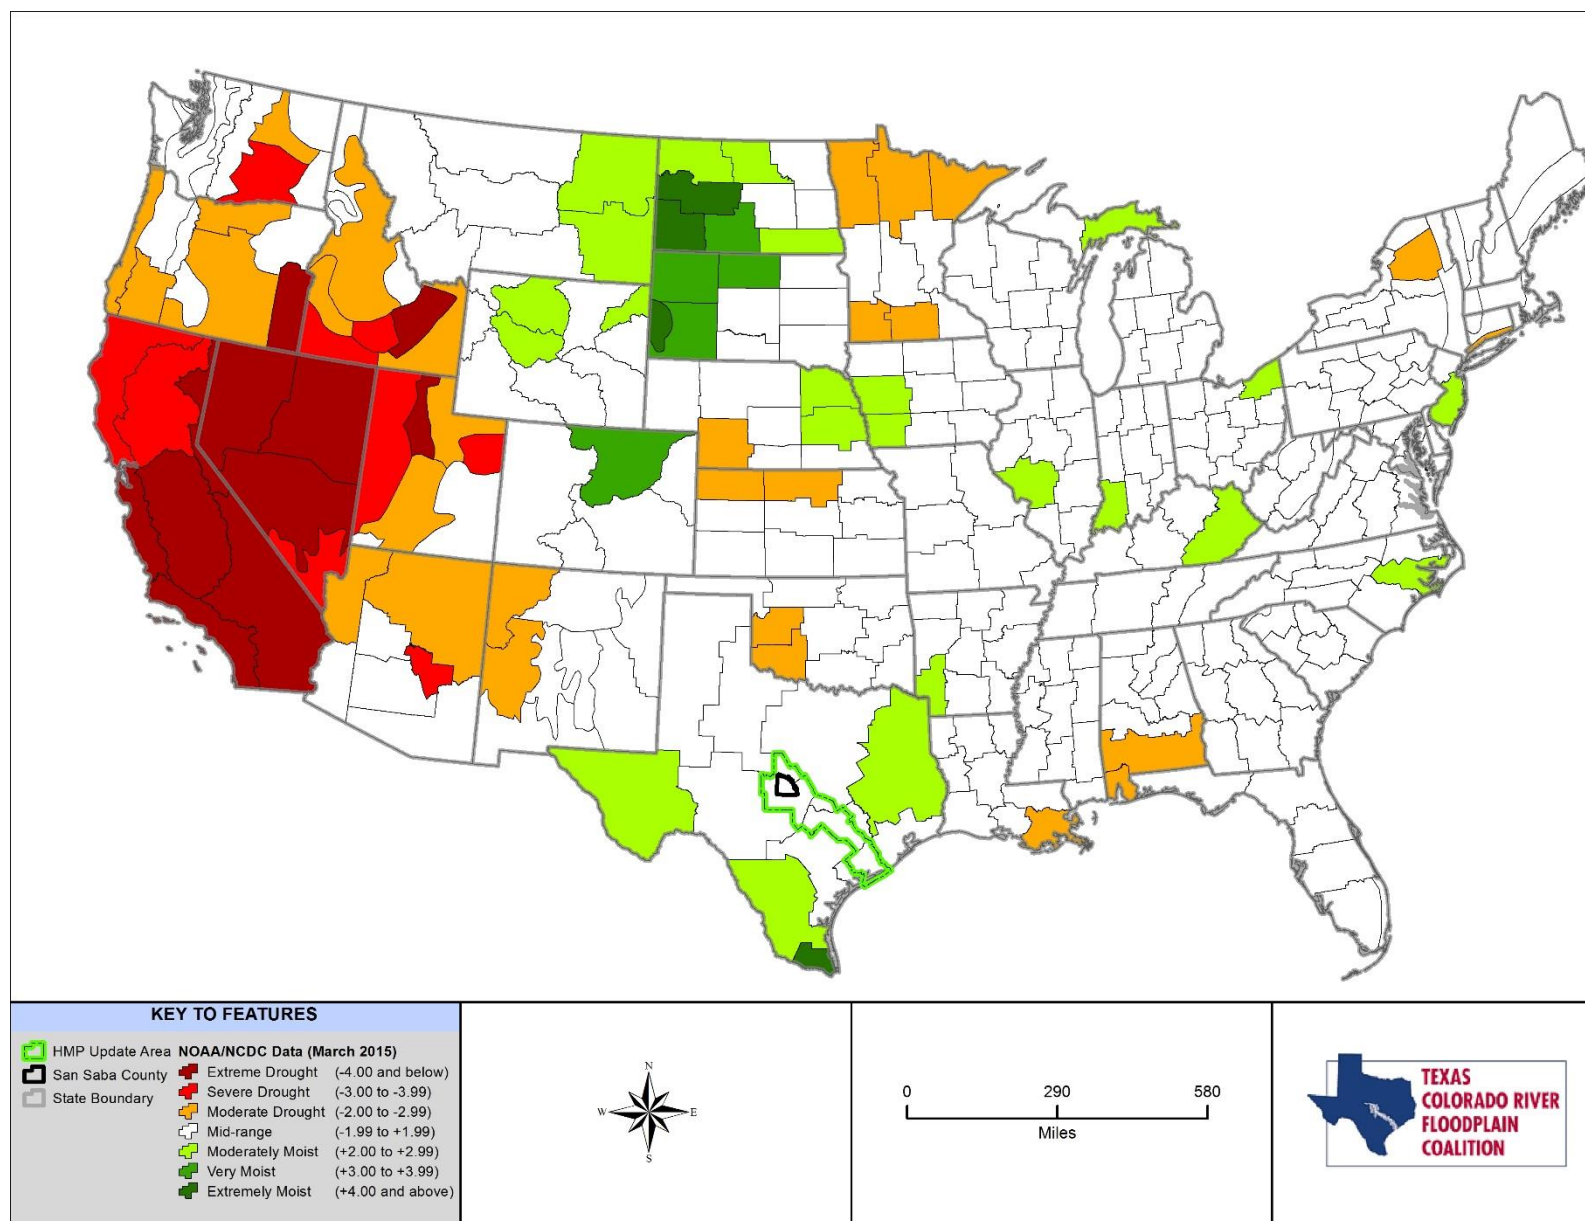 KEY TO FEATURES
HMP Update Area
San Saba County
State Boundary
NOAA/NCDC Data (March 2015)
Extreme Drought (-4.00 and below)
Severe Drought (-3.00 to -3.99)
Moderate Drought (-2.00 to -2.99)
Mid-range (-1.99 to +1.99)
Moderately Moist (+2.00 to +2.99)
Very Moist (+3.00 to +3.99)
Extremely Moist (+4.00 and above)
N
W E
S
0 290 580
Miles
TEXAS
COLORADO RIVER
FLOODPLAIN
COALITION